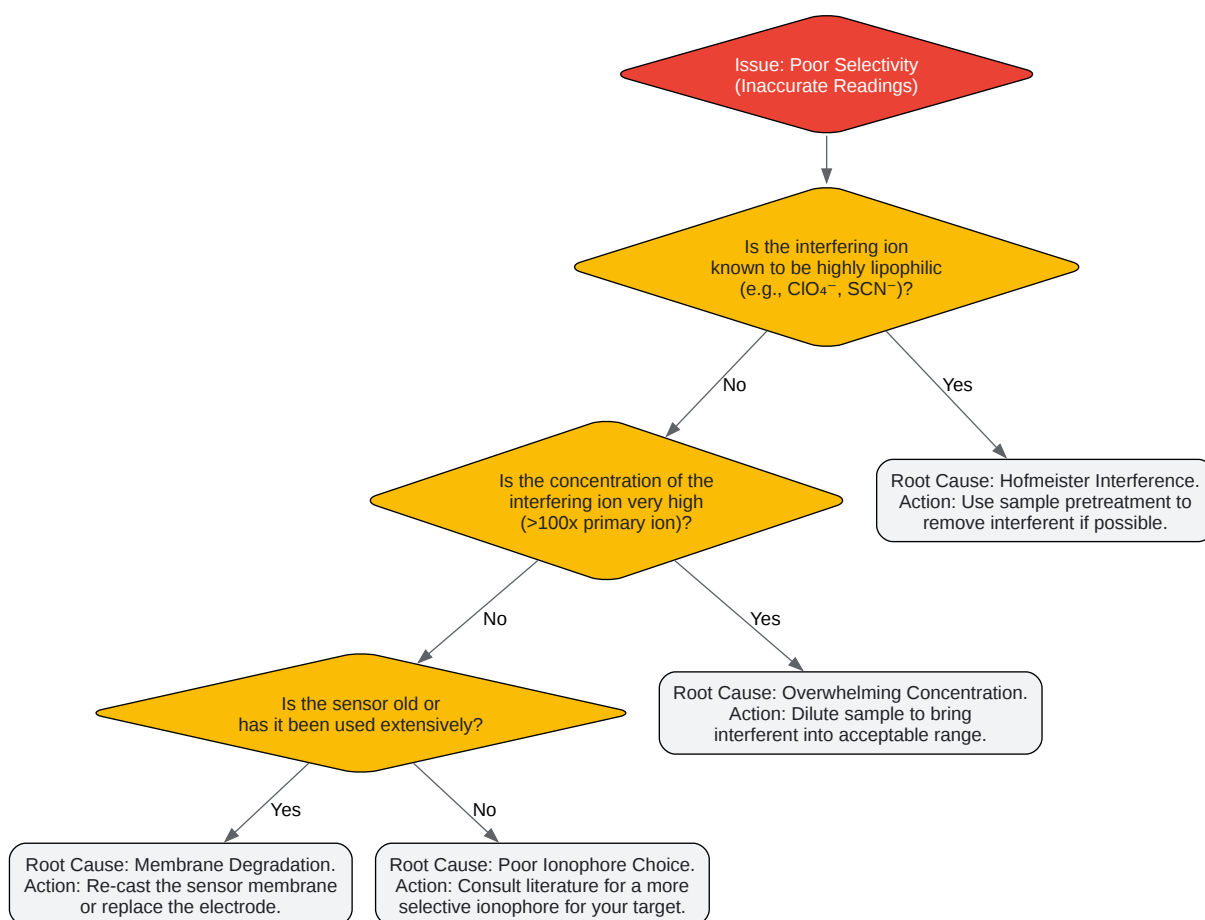 Issue: Poor Selectivity
(Inaccurate Readings)
Is the interfering ion
known to be highly lipophilic
(e.g., ClO₄⁻, SCN⁻)?
No
Yes
Is the concentration of the
interfering ion very high
(>100x primary ion)?
Root Cause: Hofmeister Interference.
Action: Use sample pretreatment to
remove interferent if possible.
No
Yes
Is the sensor old or
has it been used extensively?
Root Cause: Overwhelming Concentration.
Action: Dilute sample to bring
interferent into acceptable range.
Yes
No
Root Cause: Membrane Degradation.
Action: Re-cast the sensor membrane
or replace the electrode.
Root Cause: Poor Ionophore Choice.
Action: Consult literature for a more
selective ionophore for your target.